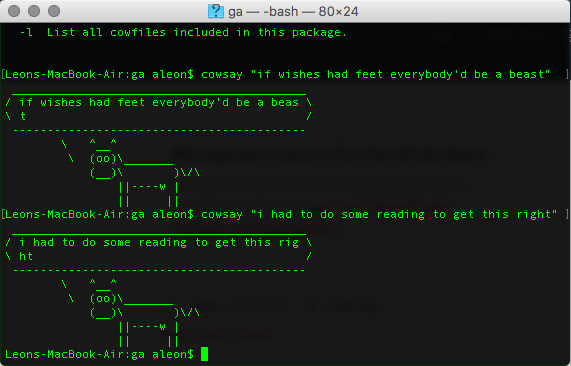 ga — -bash — 80×24
-l  List all cowfiles included in this package.
[Leons-MacBook-Air:ga aleon$ cowsay "if wishes had feet everybody'd be a beast"  ]
 __________________________________________
/ if wishes had feet everybody'd be a beas \
\ t                                        /
 ------------------------------------------
        \   ^__^
         \  (oo)\_______
            (__)\       )\/\
                ||----w |
                ||     ||
[Leons-MacBook-Air:ga aleon$ cowsay "i had to do some reading to get this right" ]
 __________________________________________
/ i had to do some reading to get this rig \
\ ht                                       /
 ------------------------------------------
        \   ^__^
         \  (oo)\_______
            (__)\       )\/\
                ||----w |
                ||     ||
Leons-MacBook-Air:ga aleon$